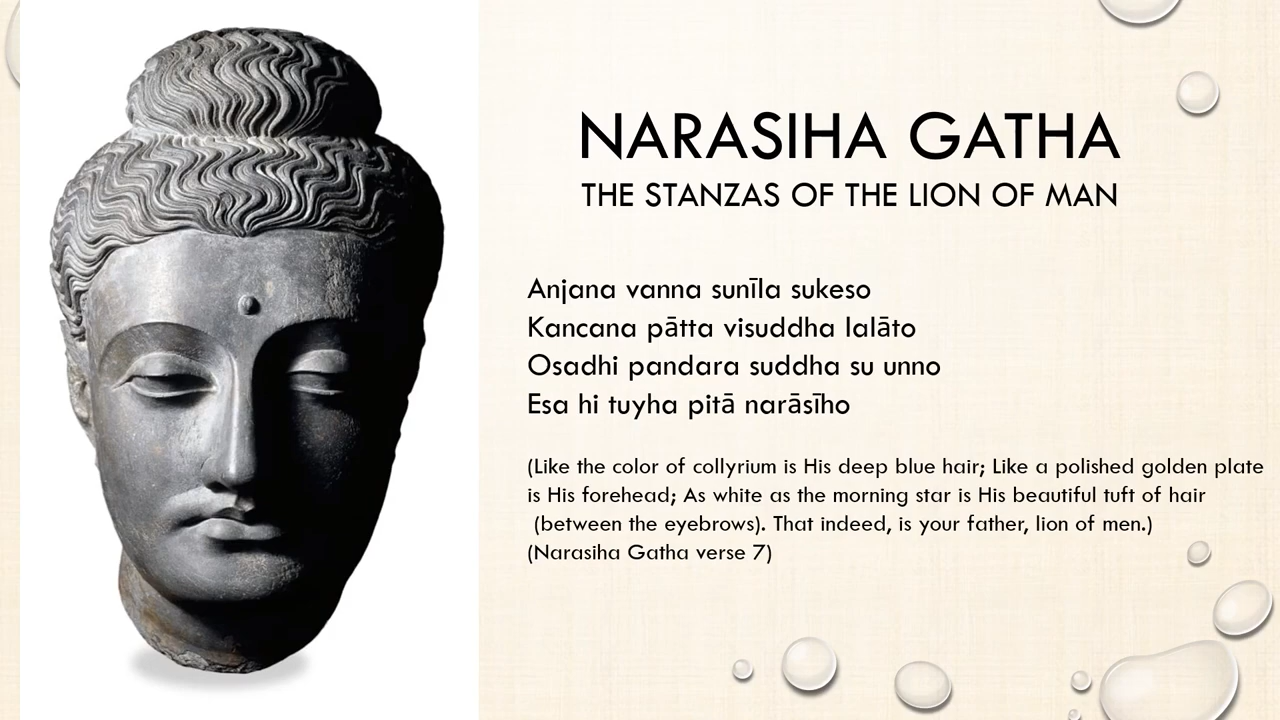 NARASIHA GATHA
THE STANZAS OF THE LION OF MAN
Anjana vanna sunīla sukeso
Kancana pātta visuddha lalāto
Osadhi pandara suddha su unno
Esa hi tuyha pitā narāsīho
(Like the color of collyrium is His deep blue hair; Like a polished golden plate
is His forehead; As white as the morning star is His beautiful tuft of hair
(between the eyebrows). That indeed, is your father, lion of men.)
(Narasiha Gatha verse 7)